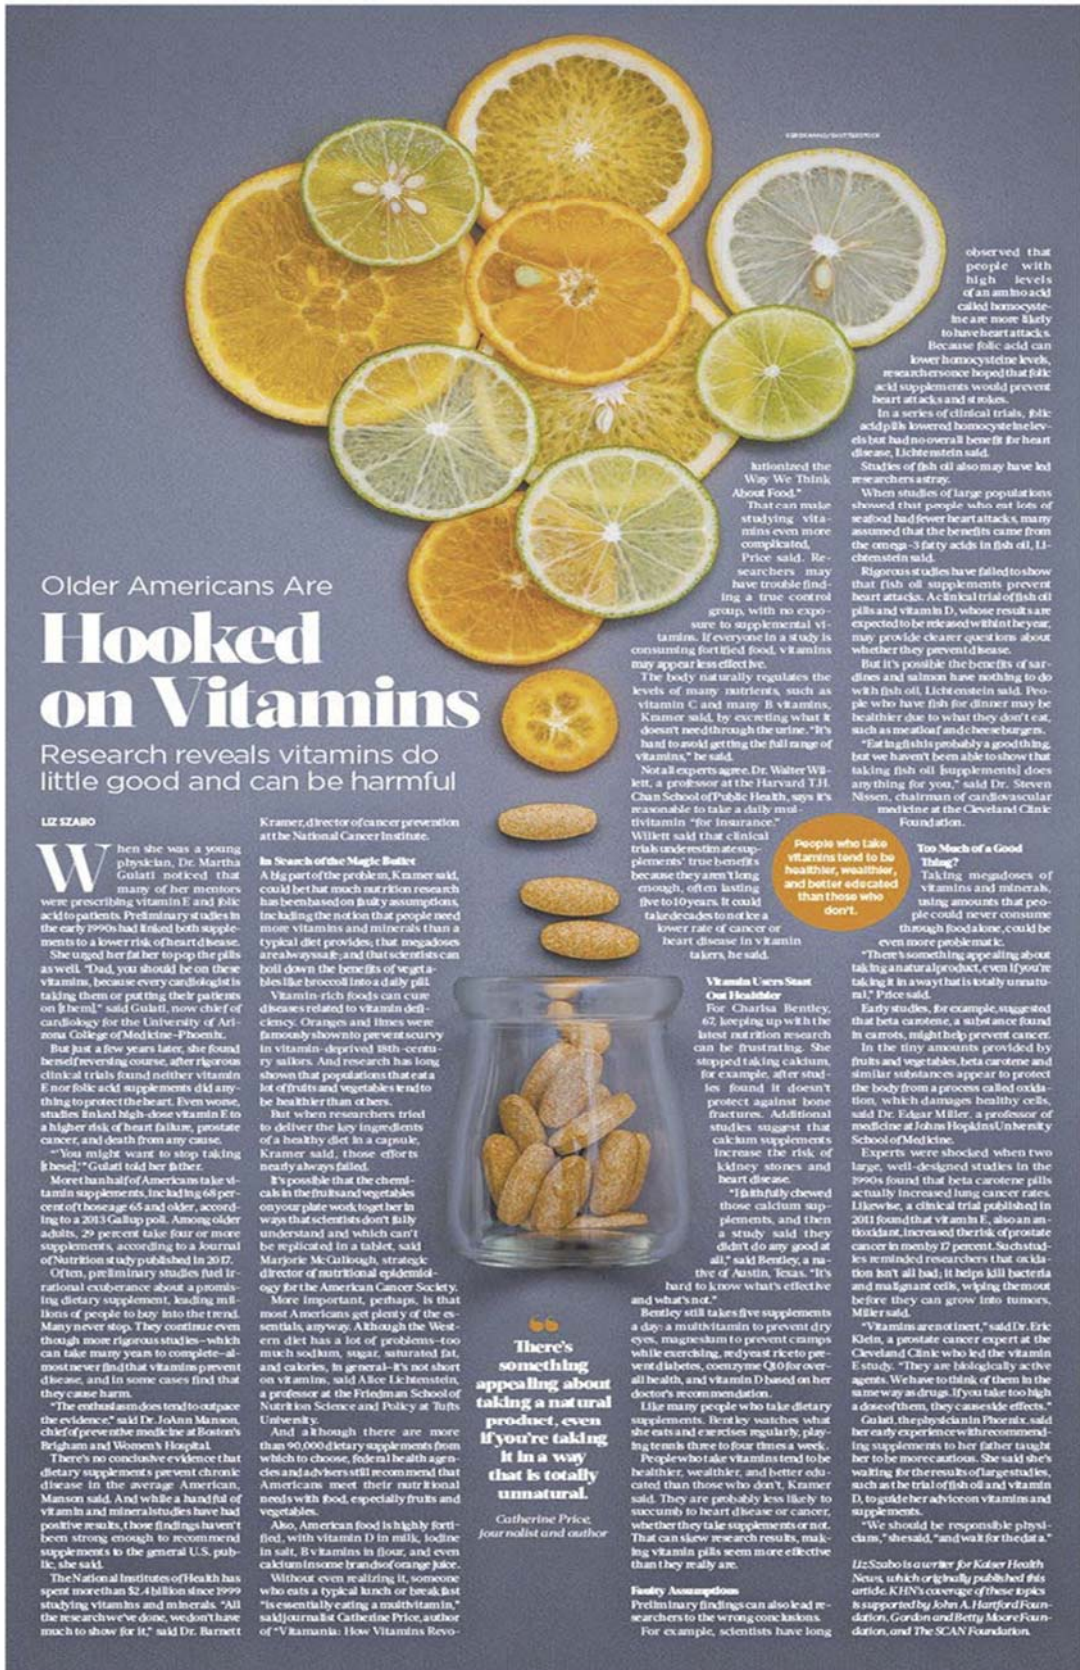 SHUTTERSTOCK
Older Americans Are
Hooked
on Vitamins
Research reveals vitamins do
little good and can be harmful
LIZ SZABO
When she was a young
physician, Dr. Martha
Gulati noticed that
many of her mentors
were prescribing vitamin E and folic
acid to patients. Preliminary studies in
the early 1990s had linked both supple-
ments to a lower risk of heart disease.
She urged her father to pop the pills
as well. "Dad, you should be on these
vitamins, because every cardiologist is
taking them or putting their patients
on [them]," said Gulati, now chief of
cardiology for the University of Ari-
zona College of Medicine–Phoenix.
But just a few years later, she found
herself reversing course, after rigorous
clinical trials found neither vitamin
E nor folic acid supplements did any-
thing to protect the heart. Even worse,
studies linked high-dose vitamin E to
a higher risk of heart failure, prostate
cancer, and death from any cause.
"'You might want to stop taking
[these],'" Gulati told her father.
More than half of Americans take vi-
tamin supplements, including 68 per-
cent of those age 65 and older, accord-
ing to a 2013 Gallup poll. Among older
adults, 29 percent take four or more
supplements, according to a Journal
of Nutrition study published in 2017.
Often, preliminary studies fuel ir-
rational exuberance about a promis-
ing dietary supplement, leading mil-
lions of people to buy into the trend.
Many never stop. They continue even
though more rigorous studies—which
can take many years to complete—al-
most never find that vitamins prevent
disease, and in some cases find that
they cause harm.
"The enthusiasm does tend to outpace
the evidence," said Dr. JoAnn Manson,
chief of preventive medicine at Boston's
Brigham and Women's Hospital.
There's no conclusive evidence that
dietary supplements prevent chronic
disease in the average American,
Manson said. And while a handful of
vitamin and mineral studies have had
positive results, those findings haven't
been strong enough to recommend
supplements to the general U.S. pub-
lic, she said.
The National Institutes of Health has
spent more than $2.4 billion since 1999
studying vitamins and minerals. "All
the research we've done, we don't have
much to show for it," said Dr. Barnett
Kramer, director of cancer prevention
at the National Cancer Institute.
In Search of the Magic Bullet
A big part of the problem, Kramer said,
could be that much nutrition research
has been based on faulty assumptions,
including the notion that people need
more vitamins and minerals than a
typical diet provides; that megadoses
are always safe; and that scientists can
boil down the benefits of vegeta-
bles like broccoli into a daily pill.
Vitamin-rich foods can cure
diseases related to vitamin defi-
ciency. Oranges and limes were
famously shown to prevent scurvy
in vitamin-deprived 18th-centu-
ry sailors. And research has long
shown that populations that eat a
lot of fruits and vegetables tend to
be healthier than others.
But when researchers tried
to deliver the key ingredients
of a healthy diet in a capsule,
Kramer said, those efforts
nearly always failed.
It's possible that the chemi-
cals in the fruits and vegetables
on your plate work together in
ways that scientists don't fully
understand and which can't
be replicated in a tablet, said
Marjorie McCullough, strategic
director of nutritional epidemiol-
ogy for the American Cancer Society.
More important, perhaps, is that
most Americans get plenty of the es-
sentials, anyway. Although the West-
ern diet has a lot of problems—too
much sodium, sugar, saturated fat,
and calories, in general—it's not short
on vitamins, said Alice Lichtenstein,
a professor at the Friedman School of
Nutrition Science and Policy at Tufts
University.
And although there are more
than 90,000 dietary supplements from
which to choose, federal health agen-
cies and advisers still recommend that
Americans meet their nutritional
needs with food, especially fruits and
vegetables.
Also, American food is highly forti-
fied, with vitamin D in milk, iodine
in salt, B vitamins in flour, and even
calcium in some brands of orange juice.
Without even realizing it, someone
who eats a typical lunch or breakfast
"is essentially eating a multivitamin,"
said journalist Catherine Price, author
of "Vitamania: How Vitamins Revo-
There's
something
appealing about
taking a natural
product, even
if you're taking
it in a way
that is totally
unnatural.
Catherine Price,
journalist and author
lutionized the
Way We Think
About Food."
That can make
studying vita-
mins even more
complicated,
Price said. Re-
searchers may
have trouble find-
ing a true control
group, with no expo-
sure to supplemental vi-
tamins. If everyone in a study is
consuming fortified food, vitamins
may appear less effective.
The body naturally regulates the
levels of many nutrients, such as
vitamin C and many B vitamins,
Kramer said, by excreting what it
doesn't need through the urine. "It's
hard to avoid getting the full range of
vitamins," he said.
Not all experts agree. Dr. Walter Wil-
lett, a professor at the Harvard T.H.
Chan School of Public Health, says it's
reasonable to take a daily mul-
tivitamin "for insurance."
Willett said that clinical
trials underestimate sup-
plements' true benefits
because they aren't long
enough, often lasting
five to 10 years. It could
take decades to notice a
lower rate of cancer or
heart disease in vitamin
takers, he said.
Vitamin Users Start
Out Healthier
For Charisa Bentley,
67, keeping up with the
latest nutrition research
can be frustrating. She
stopped taking calcium,
for example, after stud-
ies found it doesn't
protect against bone
fractures. Additional
studies suggest that
calcium supplements
increase the risk of
kidney stones and
heart disease.
"I faithfully chewed
those calcium sup-
plements, and then
a study said they
didn't do any good at
all," said Bentley, a na-
tive of Austin, Texas. "It's
hard to know what's effective
and what's not."
Bentley still takes five supplements
a day: a multivitamin to prevent dry
eyes, magnesium to prevent cramps
while exercising, red yeast rice to pre-
vent diabetes, coenzyme Q10 for over-
all health, and vitamin D based on her
doctor's recommendation.
Like many people who take dietary
supplements, Bentley watches what
she eats and exercises regularly, play-
ing tennis three to four times a week.
People who take vitamins tend to be
healthier, wealthier, and better edu-
cated than those who don't, Kramer
said. They are probably less likely to
succumb to heart disease or cancer,
whether they take supplements or not.
That can skew research results, mak-
ing vitamin pills seem more effective
than they really are.
Faulty Assumptions
Preliminary findings can also lead re-
searchers to the wrong conclusions.
For example, scientists have long
People who take
vitamins tend to be
healthier, wealthier,
and better educated
than those who
don't.
observed that
people with
high levels
of an amino acid
called homocyste-
ine are more likely
to have heart attacks.
Because folic acid can
lower homocysteine levels,
researchers once hoped that folic
acid supplements would prevent
heart attacks and strokes.
In a series of clinical trials, folic
acid pills lowered homocysteine lev-
els but had no overall benefit for heart
disease, Lichtenstein said.
Studies of fish oil also may have led
researchers astray.
When studies of large populations
showed that people who eat lots of
seafood had fewer heart attacks, many
assumed that the benefits came from
the omega-3 fatty acids in fish oil, Li-
chtenstein said.
Rigorous studies have failed to show
that fish oil supplements prevent
heart attacks. A clinical trial of fish oil
pills and vitamin D, whose results are
expected to be released within the year,
may provide clearer questions about
whether they prevent disease.
But it's possible the benefits of sar-
dines and salmon have nothing to do
with fish oil, Lichtenstein said. Peo-
ple who have fish for dinner may be
healthier due to what they don't eat,
such as meatloaf and cheeseburgers.
"Eating fish is probably a good thing,
but we haven't been able to show that
taking fish oil [supplements] does
anything for you," said Dr. Steven
Nissen, chairman of cardiovascular
medicine at the Cleveland Clinic
Foundation.
Too Much of a Good
Thing?
Taking megadoses of
vitamins and minerals,
using amounts that peo-
ple could never consume
through food alone, could be
even more problematic.
"There's something appealing about
taking a natural product, even if you're
taking it in a way that is totally unnatu-
ral," Price said.
Early studies, for example, suggested
that beta carotene, a substance found
in carrots, might help prevent cancer.
In the tiny amounts provided by
fruits and vegetables, beta carotene and
similar substances appear to protect
the body from a process called oxida-
tion, which damages healthy cells,
said Dr. Edgar Miller, a professor of
medicine at Johns Hopkins University
School of Medicine.
Experts were shocked when two
large, well-designed studies in the
1990s found that beta carotene pills
actually increased lung cancer rates.
Likewise, a clinical trial published in
2011 found that vitamin E, also an an-
tioxidant, increased the risk of prostate
cancer in men by 17 percent. Such stud-
ies reminded researchers that oxida-
tion isn't all bad; it helps kill bacteria
and malignant cells, wiping them out
before they can grow into tumors,
Miller said.
"Vitamins are not inert," said Dr. Eric
Klein, a prostate cancer expert at the
Cleveland Clinic who led the vitamin
E study. "They are biologically active
agents. We have to think of them in the
same way as drugs. If you take too high
a dose of them, they cause side effects."
Gulati, the physician in Phoenix, said
her early experience with recommend-
ing supplements to her father taught
her to be more cautious. She said she's
waiting for the results of large studies,
such as the trial of fish oil and vitamin
D, to guide her advice on vitamins and
supplements.
"We should be responsible physi-
cians," she said, "and wait for the data."
Liz Szabo is a writer for Kaiser Health
News, which originally published this
article. KHN's coverage of these topics
is supported by John A. Hartford Foun-
dation, Gordon and Betty Moore Foun-
dation, and The SCAN Foundation.